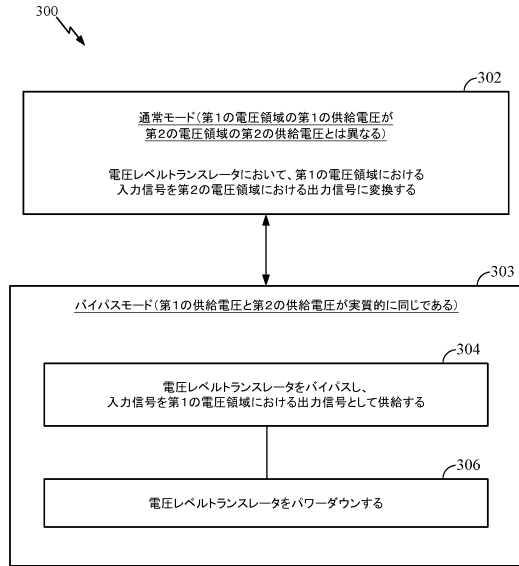 300
302
通常モード(第1の電圧領域の第1の供給電圧が
第2の電圧領域の第2の供給電圧とは異なる)
電圧レベルトランスレータにおいて、第1の電圧領域における
入力信号を第2の電圧領域における出力信号に変換する
303
バイパスモード(第1の供給電圧と第2の供給電圧が実質的に同じである)
304
電圧レベルトランスレータをバイパスし、
入力信号を第1の電圧領域における出力信号として供給する
306
電圧レベルトランスレータをパワーダウンする